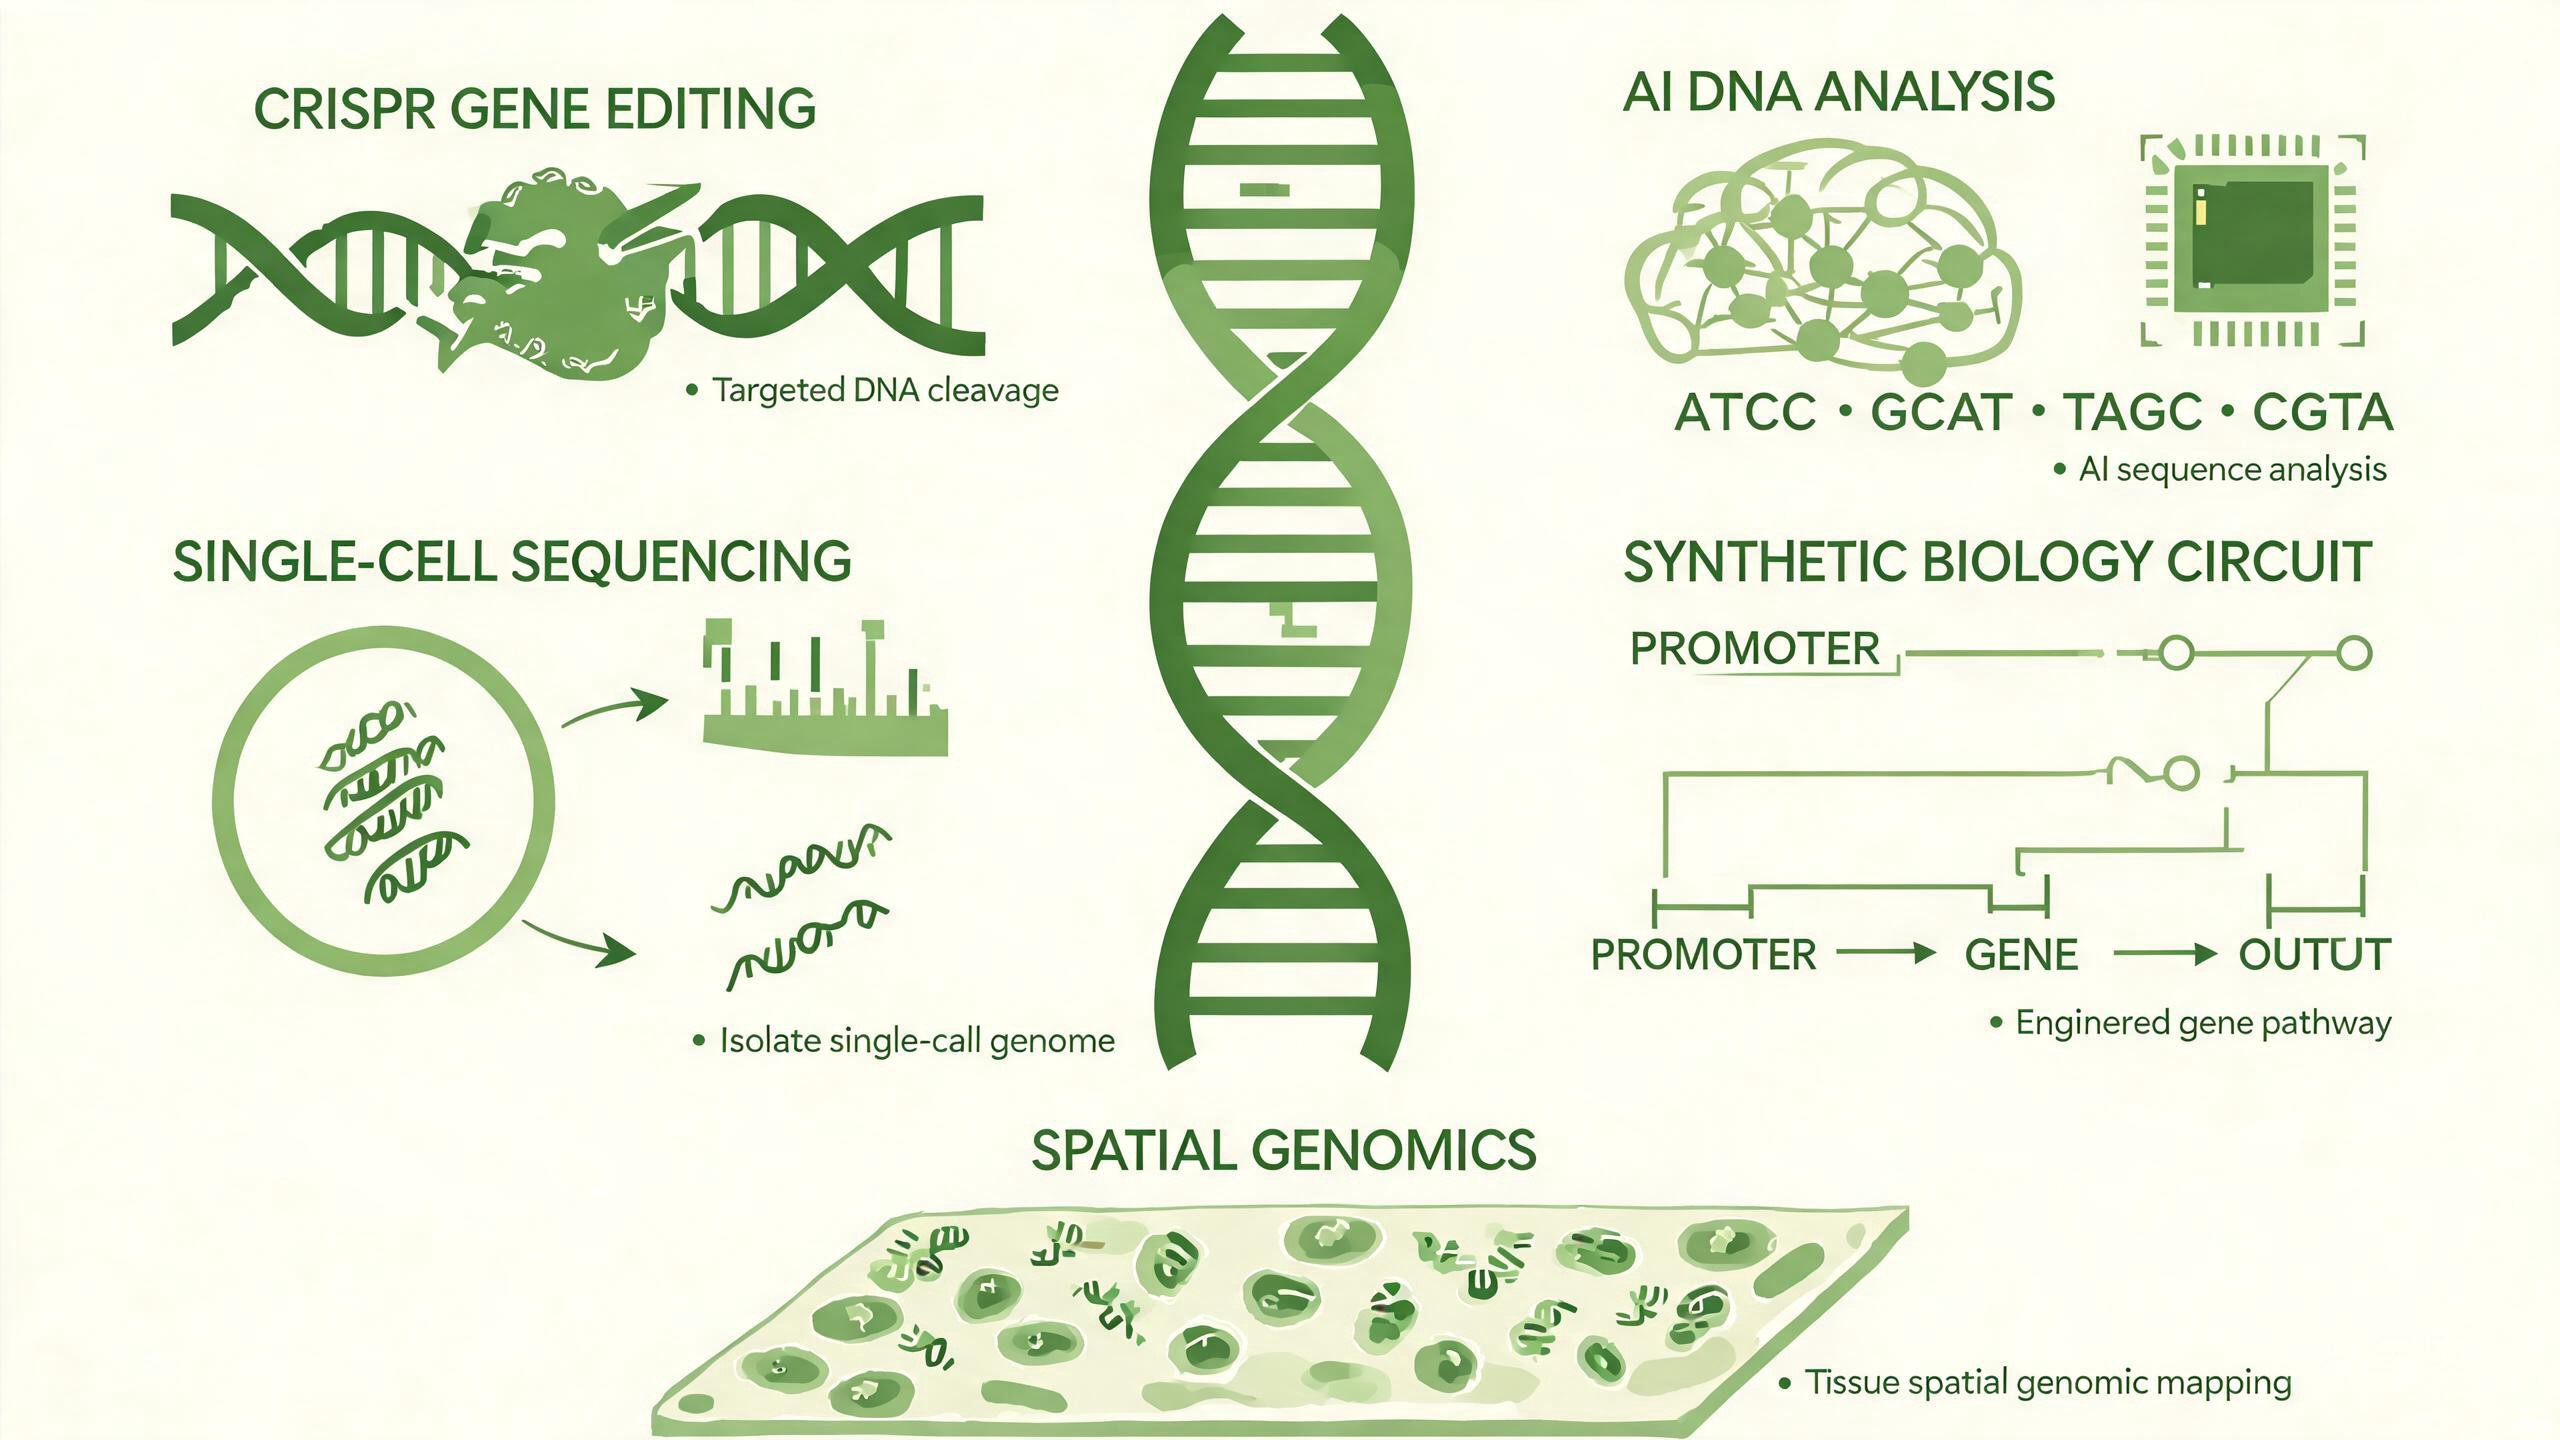 CRISPR GENE EDITING
• Targeted DNA cleavage
SINGLE-CELL SEQUENCING
• Isolate single-call genome
AI DNA ANALYSIS
ATCC • GCAT • TAGC • CGTA
• AI sequence analysis
SYNTHETIC BIOLOGY CIRCUIT
PROMOTER
PROMOTER → GENE → OUTUT
• Enginered gene pathway
SPATIAL GENOMICS
• Tissue spatial genomic mapping